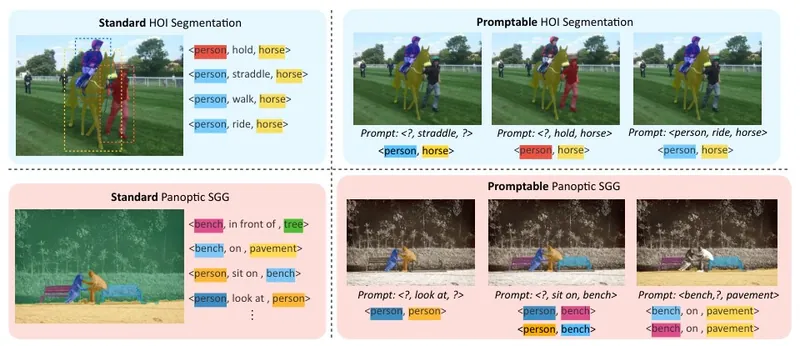 Standard HOI Segmentation
<person, hold, horse>
<person, straddle, horse>
<person, walk, horse>
<person, ride, horse>
Promptable HOI Segmentation
Prompt: <?, straddle, ?>
<person, horse>
Prompt: <?, hold, horse>
<person, horse>
Prompt: <person, ride, horse>
<person, horse>
Standard Panoptic SGG
<bench, in front of , tree>
<bench, on , pavement>
<person, sit on , bench>
<person, look at , person>
⋮
Promptable Panoptic SGG
Prompt: <?, look at, ?>
<person, person>
Prompt: <?, sit on, bench>
<person, bench>
<person, bench>
Prompt: <bench,?, pavement>
<bench, on , pavement>
<bench, on , pavement>